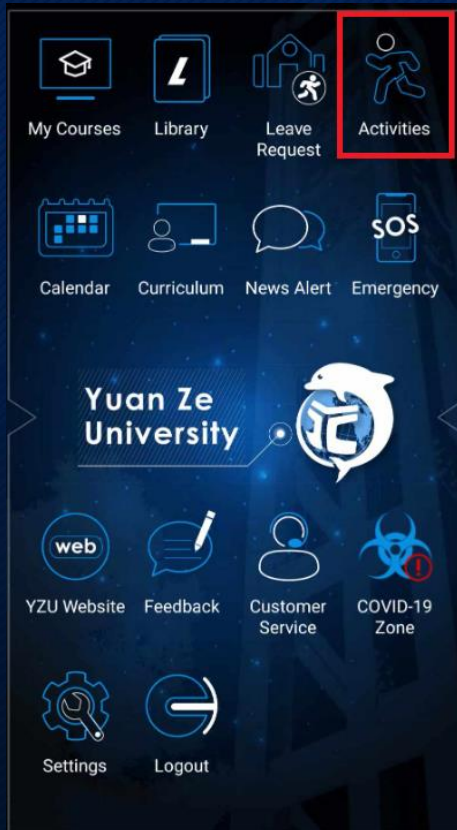 My Courses
Library
Leave
Request
Activities
Calendar
Curriculum
News Alert
SOS
Emergency
Yuan Ze
University
web
YZU Website
Feedback
Customer
Service
COVID-19
Zone
Settings
Logout